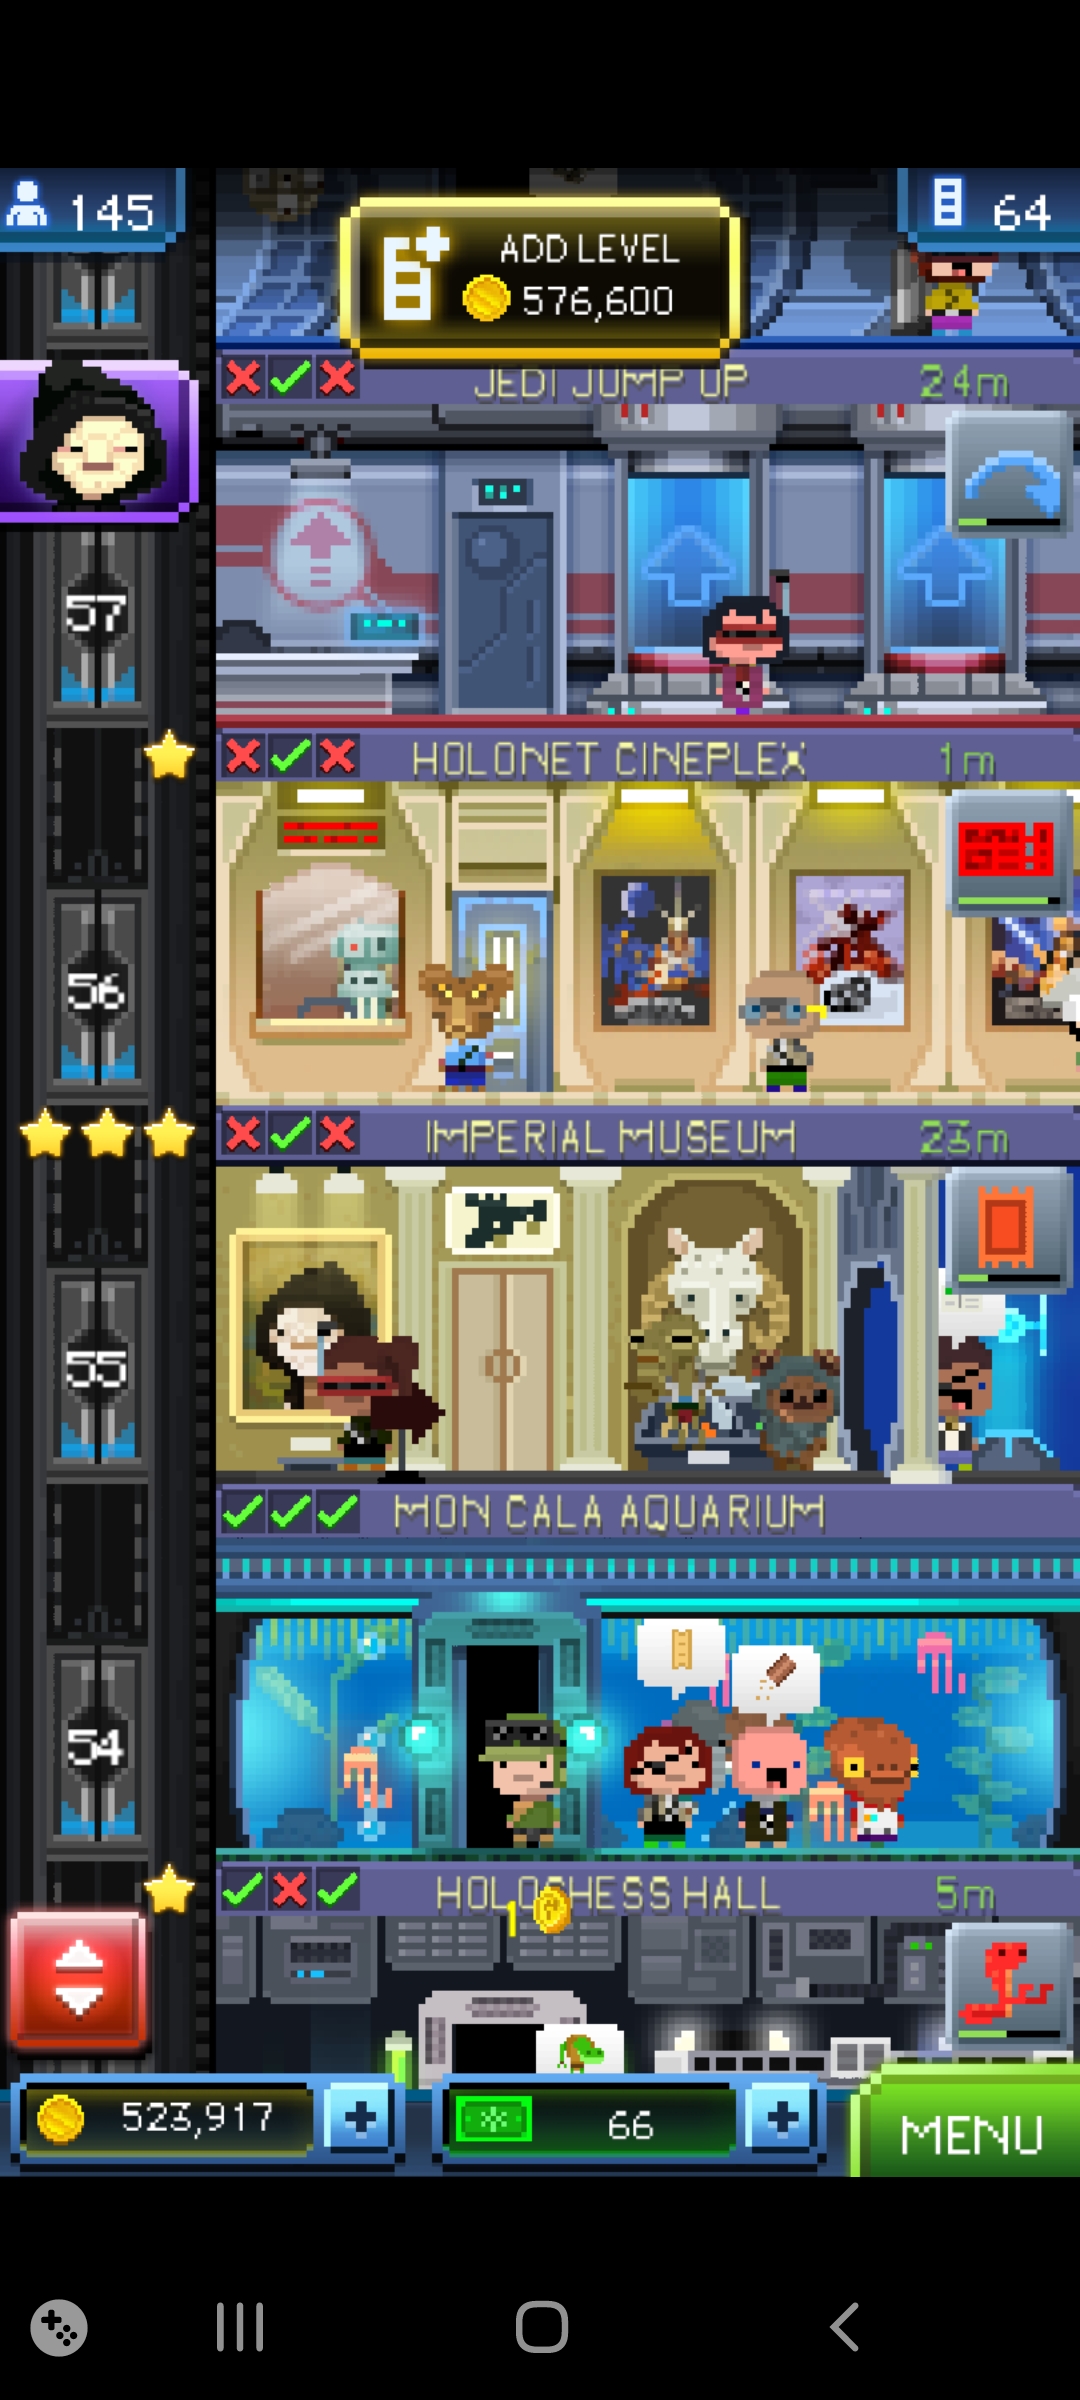 145
ADD LEVEL
576,600
64
JEDI JUMP UP 24m
57
HOLONET CINEPLEX 1m
56
IMPERIAL MUSEUM 23m
55
MON CALA AQUARIUM
54
HOLOCHESS HALL 5m
1
523,917
66
MENU